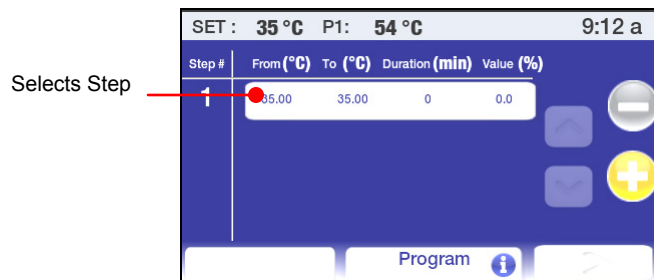 SET : 35 °C P1: 54 °C 9:12 a
Step # From (°C) To (°C) Duration (min) Value (%)
Selects Step
1 35.00 35.00 0 0.0
Program